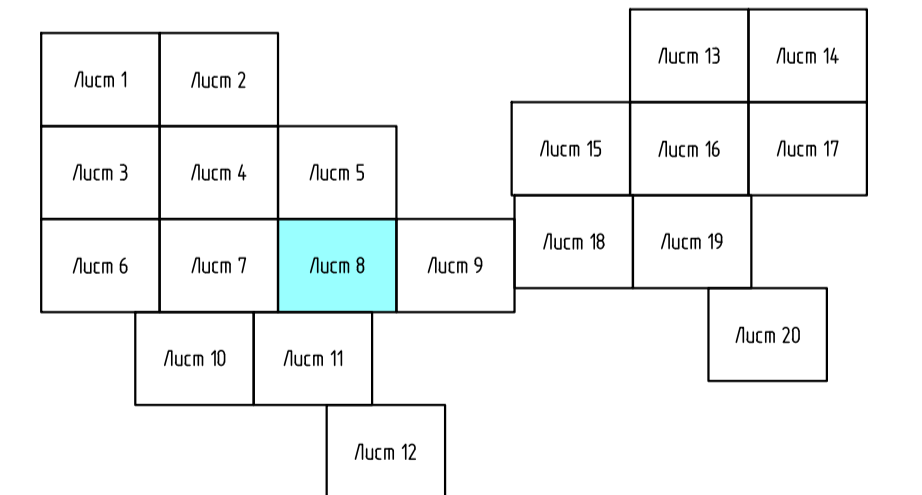 Лист 13
Лист 14
Лист 1
Лист 2
Лист 15
Лист 16
Лист 17
Лист 3
Лист 4
Лист 5
Лист 18
Лист 19
Лист 6
Лист 7
Лист 8
Лист 9
Лист 20
Лист 10
Лист 11
Лист 12